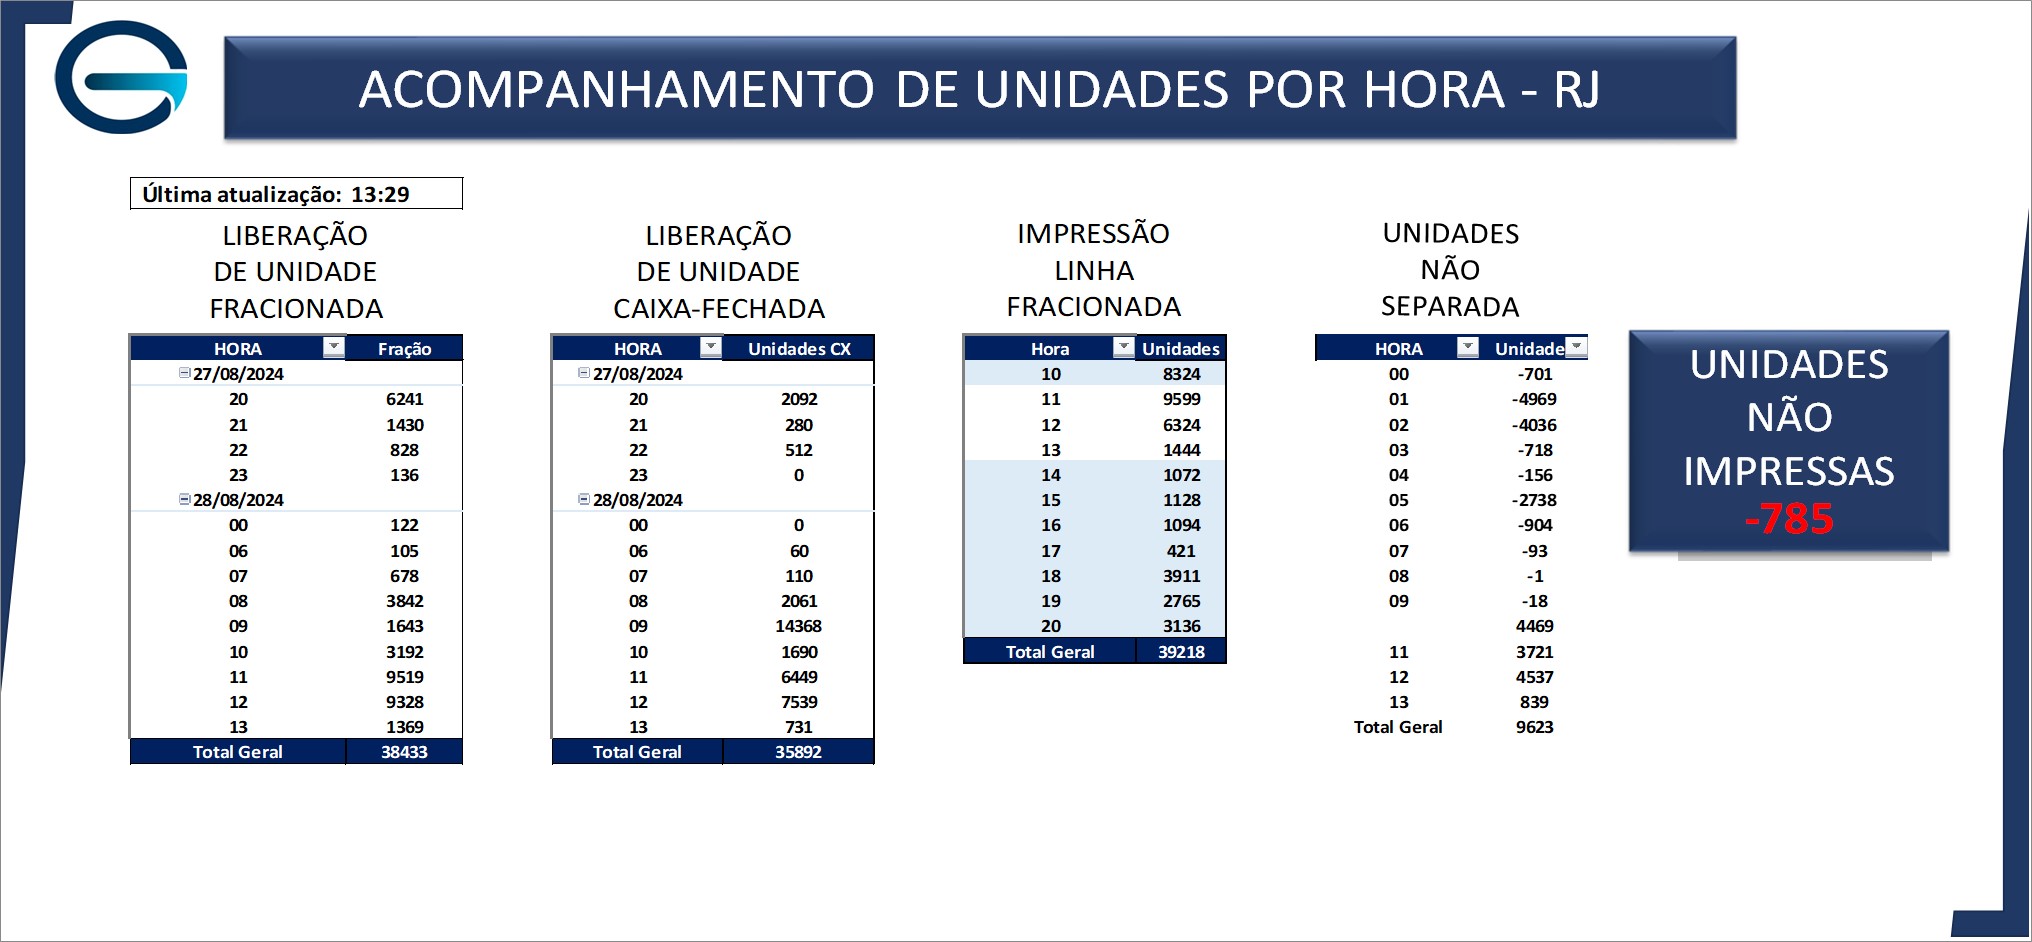 ACOMPANHAMENTO DE UNIDADES POR HORA - RJ
Última atualização: 13:29
LIBERAÇÃO
DE UNIDADE
FRACIONADA
HORA Fração
27/08/2024
20 6241
21 1430
22 828
23 136
28/08/2024
00 122
06 105
07 678
08 3842
09 1643
10 3192
11 9519
12 9328
13 1369
Total Geral 38433
LIBERAÇÃO
DE UNIDADE
CAIXA-FECHADA
HORA Unidades CX
27/08/2024
20 2092
21 280
22 512
23 0
28/08/2024
00 0
06 60
07 110
08 2061
09 14368
10 1690
11 6449
12 7539
13 731
Total Geral 35892
IMPRESSÃO
LINHA
FRACIONADA
Hora Unidades
10 8324
11 9599
12 6324
13 1444
14 1072
15 1128
16 1094
17 421
18 3911
19 2765
20 3136
Total Geral 39218
UNIDADES
NÃO
SEPARADA
HORA Unidade
00 -701
01 -4969
02 -4036
03 -718
04 -156
05 -2738
06 -904
07 -93
08 -1
09 -18
4469
11 3721
12 4537
13 839
Total Geral 9623
UNIDADES
NÃO
IMPRESSAS
-785